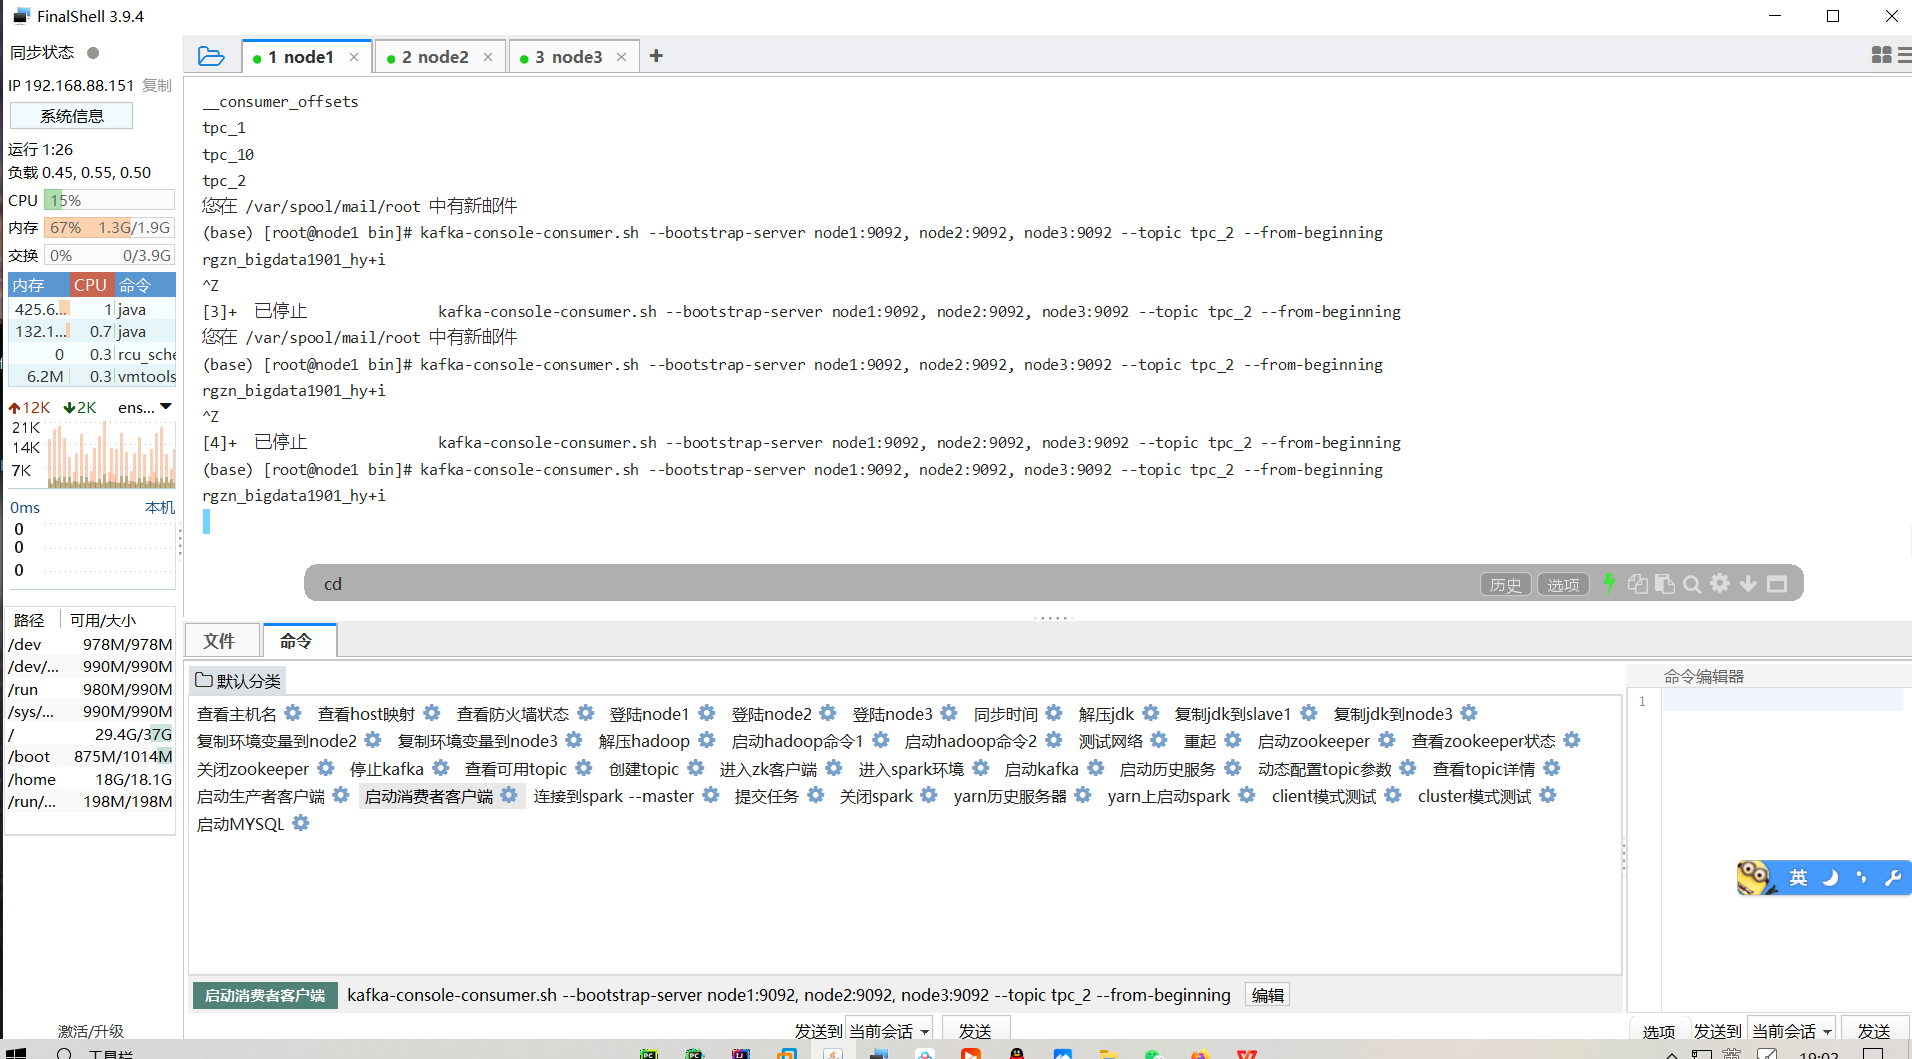 FinalShell 3.9.4
同步状态
IP 192.168.88.151 复制
系统信息
运行 1:26
负载 0.45, 0.55, 0.50
CPU 15%
内存 67% 1.3G/1.9G
交换 0% 0/3.9G
内存 CPU 命令
425.6... 1 java
132.1... 0.7 java
0 0.3 rcu_sche
6.2M 0.3 vmtools
12K 2K ens...
21K
14K
7K
0ms 本机
0
0
0
路径 可用/大小
/dev 978M/978M
/dev/... 990M/990M
/run 980M/990M
/sys/... 990M/990M
/ 29.4G/37G
/boot 875M/1014M
/home 18G/18.1G
/run/... 198M/198M
激活/升级
1 node1 2 node2 3 node3 +
__consumer_offsets
tpc_1
tpc_10
tpc_2
您在 /var/spool/mail/root 中有新邮件
(base) [root@node1 bin]# kafka-console-consumer.sh --bootstrap-server node1:9092, node2:9092, node3:9092 --topic tpc_2 --from-beginning
rgzn_bigdata1901_hy+i
^Z
[3]+ 已停止 kafka-console-consumer.sh --bootstrap-server node1:9092, node2:9092, node3:9092 --topic tpc_2 --from-beginning
您在 /var/spool/mail/root 中有新邮件
(base) [root@node1 bin]# kafka-console-consumer.sh --bootstrap-server node1:9092, node2:9092, node3:9092 --topic tpc_2 --from-beginning
rgzn_bigdata1901_hy+i
^Z
[4]+ 已停止 kafka-console-consumer.sh --bootstrap-server node1:9092, node2:9092, node3:9092 --topic tpc_2 --from-beginning
(base) [root@node1 bin]# kafka-console-consumer.sh --bootstrap-server node1:9092, node2:9092, node3:9092 --topic tpc_2 --from-beginning
rgzn_bigdata1901_hy+i
cd 历史 选项
文件 命令
默认分类
查看主机名 查看host映射 查看防火墙状态 登陆node1 登陆node2 登陆node3 同步时间 解压jdk 复制jdk到slave1 复制jdk到node3
复制环境变量到node2 复制环境变量到node3 解压hadoop 启动hadoop命令1 启动hadoop命令2 测试网络 重起 启动zookeeper 查看zookeeper状态
关闭zookeeper 停止kafka 查看可用topic 创建topic 进入zk客户端 进入spark环境 启动kafka 启动历史服务 动态配置topic参数 查看topic详情
启动生产者客户端 启动消费者客户端 连接到spark --master 提交任务 关闭spark yarn历史服务器 yarn上启动spark client模式测试 cluster模式测试
启动MYSQL
启动消费者客户端 kafka-console-consumer.sh --bootstrap-server node1:9092, node2:9092, node3:9092 --topic tpc_2 --from-beginning 编辑
发送到 当前会话 发送
命令编辑器
1
英
选项 发送到 当前会话 发送
工具栏
英 19:02